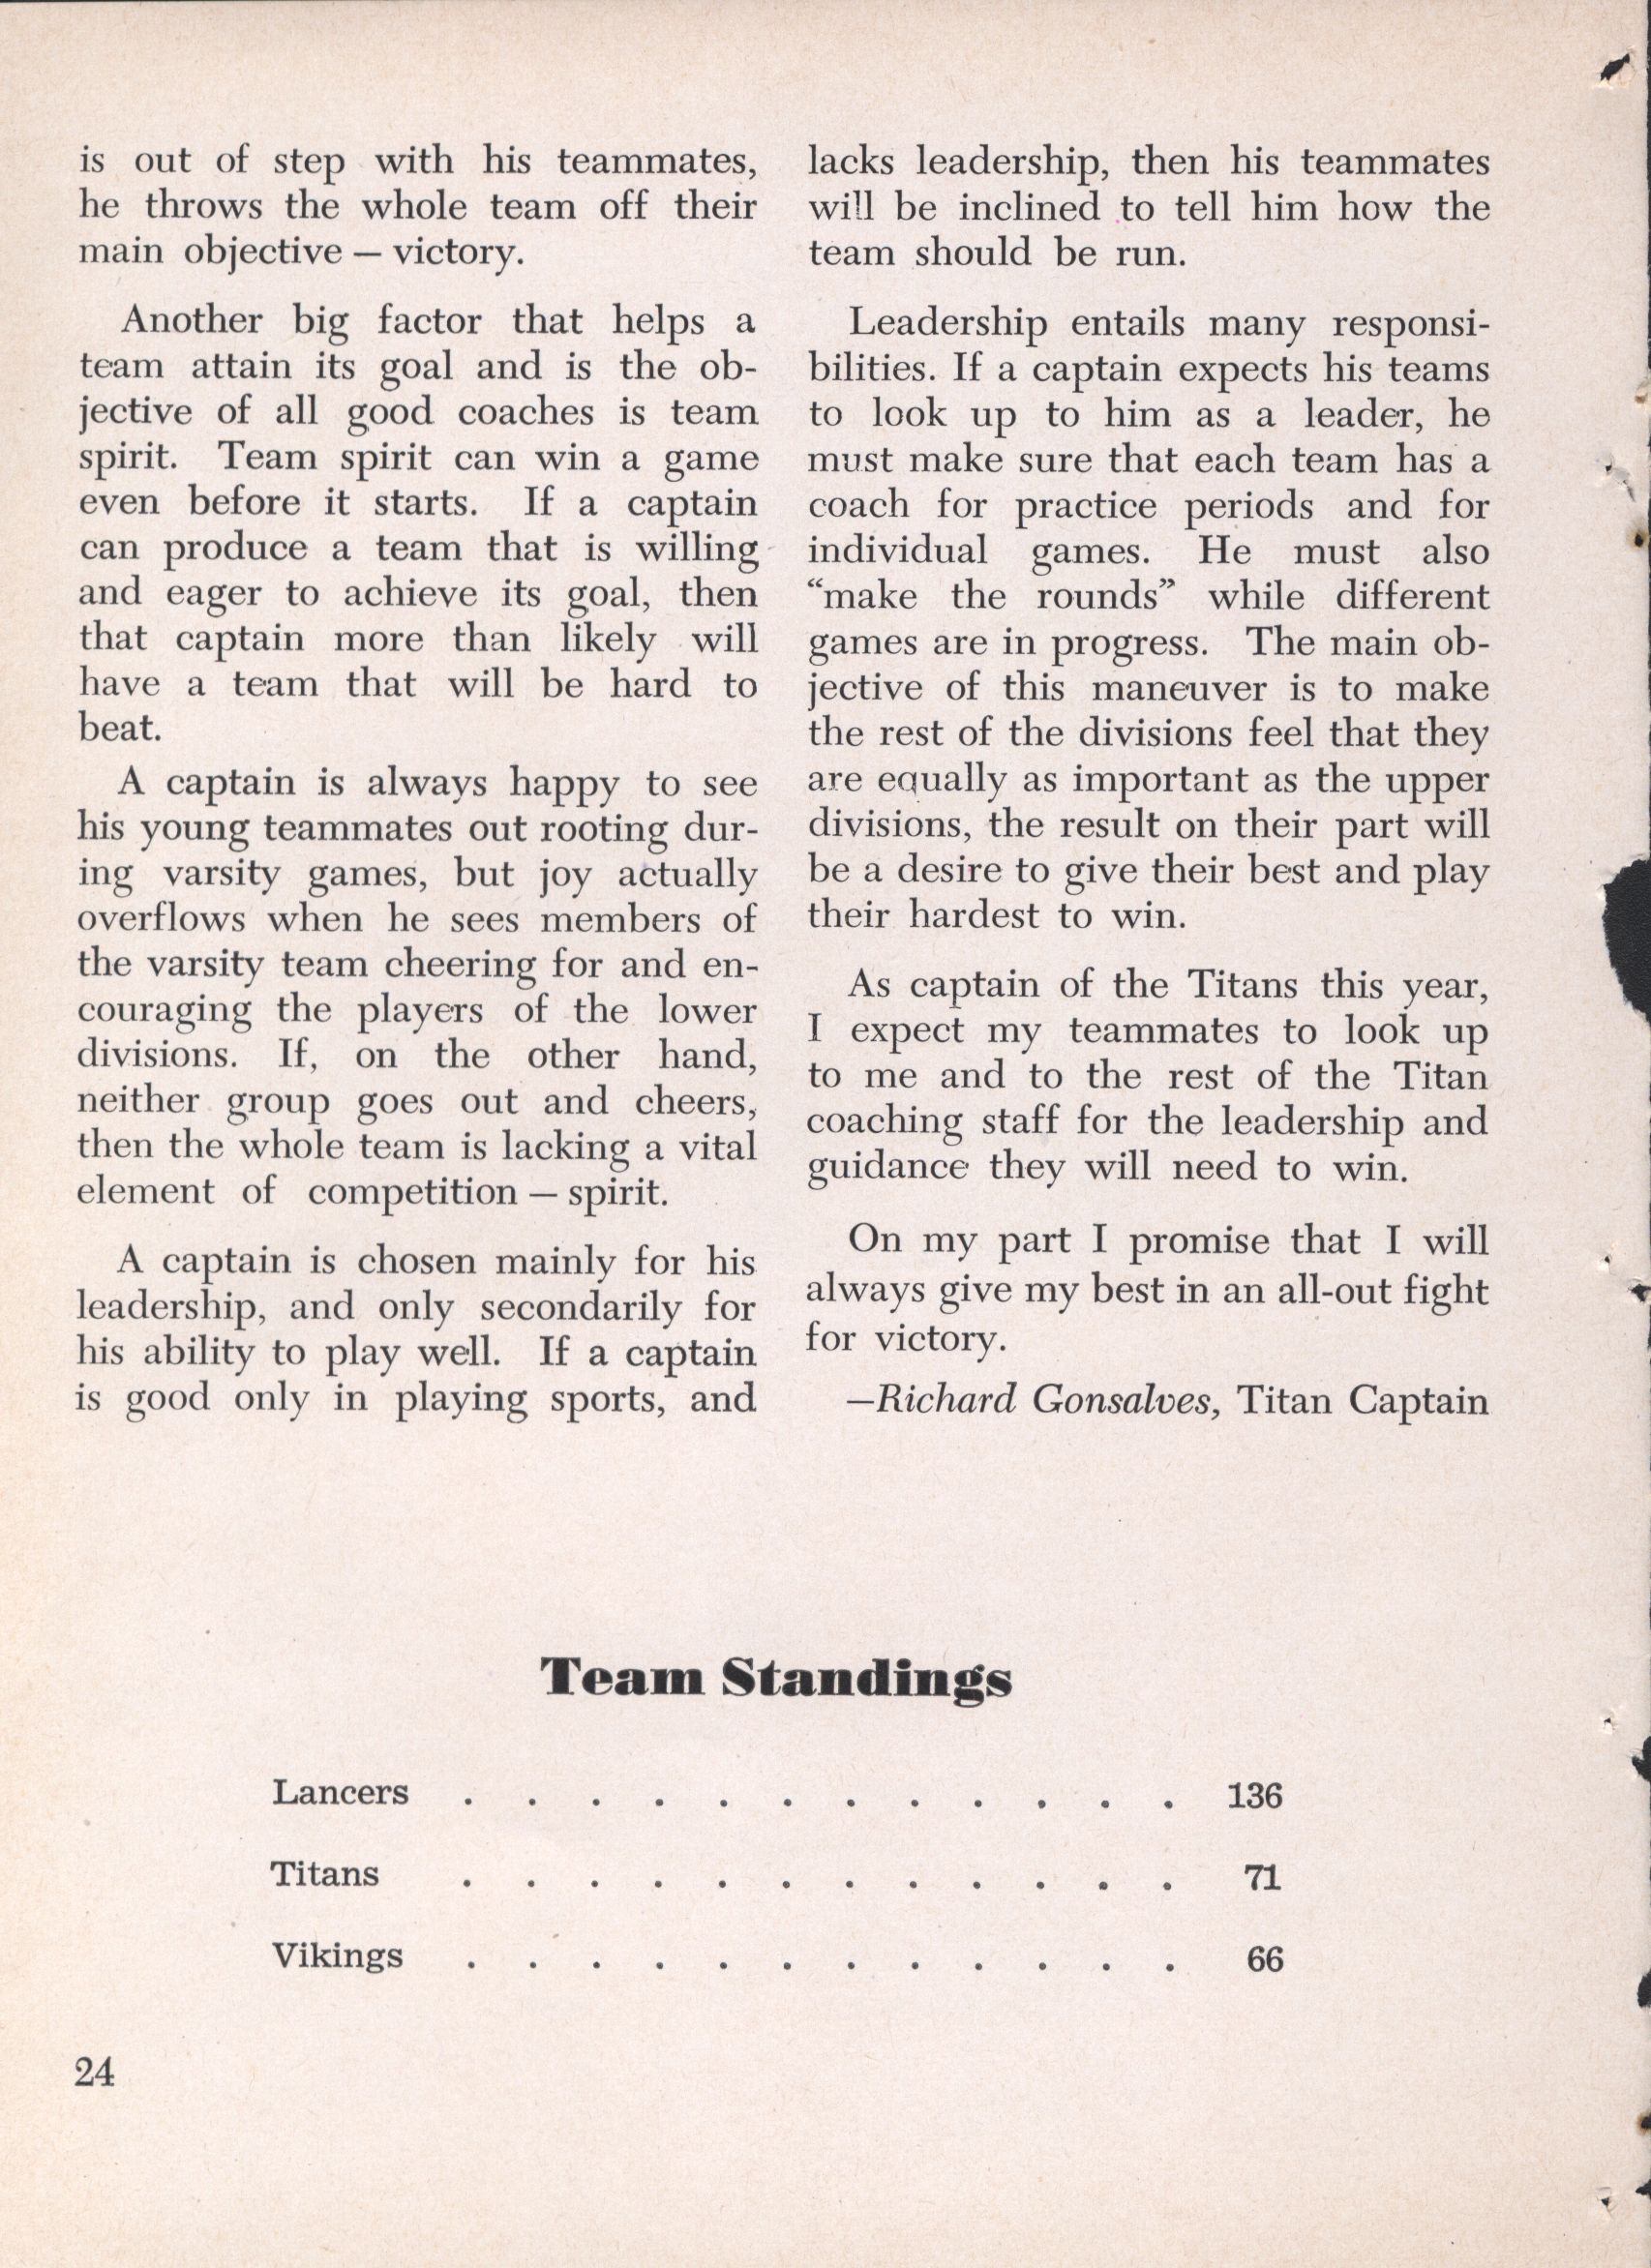 is out of step with his teammates,
he throws the whole team off their
main objective — victory.
Another big factor that helps a
team attain its goal and is the ob-
jective of all good coaches is team
spirit. Team spirit can win a game
even before it starts. If a captain
can produce a team that is willing
and eager to achieve its goal, then
that captain more than likely will
have a team that will be hard to
beat.
A captain is always happy to see
his young teammates out rooting dur-
ing varsity games, but joy actually
overflows when he sees members of
the varsity team cheering for and en-
couraging the players of the lower
divisions. If, on the other hand,
neither group goes out and cheers,
then the whole team is lacking a vital
element of competition — spirit.
A captain is chosen mainly for his
leadership, and only secondarily for
his ability to play well. If a captain
is good only in playing sports, and
lacks leadership, then his teammates
will be inclined to tell him how the
team should be run.
Leadership entails many responsi-
bilities. If a captain expects his teams
to look up to him as a leader, he
must make sure that each team has a
coach for practice periods and for
individual games. He must also
“make the rounds” while different
games are in progress. The main ob-
jective of this maneuver is to make
the rest of the divisions feel that they
are equally as important as the upper
divisions, the result on their part will
be a desire to give their best and play
their hardest to win.
As captain of the Titans this year,
I expect my teammates to look up
to me and to the rest of the Titan
coaching staff for the leadership and
guidance they will need to win.
On my part I promise that I will
always give my best in an all-out fight
for victory.
—Richard Gonsalves, Titan Captain
Team Standings
Lancers . . . . . . . . . . . . 136
Titans . . . . . . . . . . . . 71
Vikings . . . . . . . . . . . . 66
24